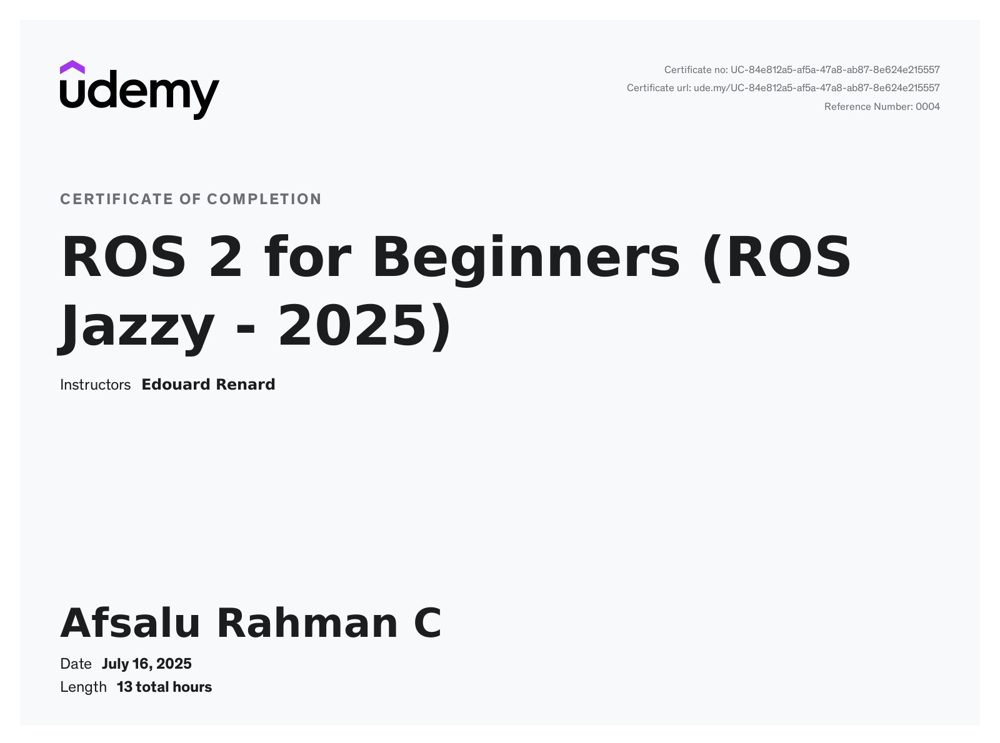 udemy
Certificate no: UC-84e812a5-af5a-47a8-ab87-8e624e215557
Certificate url: ude.my/UC-84e812a5-af5a-47a8-ab87-8e624e215557
Reference Number: 0004
CERTIFICATE OF COMPLETION
ROS 2 for Beginners (ROS
Jazzy - 2025)
Instructors Edouard Renard
Afsalu Rahman C
Date July 16, 2025
Length 13 total hours